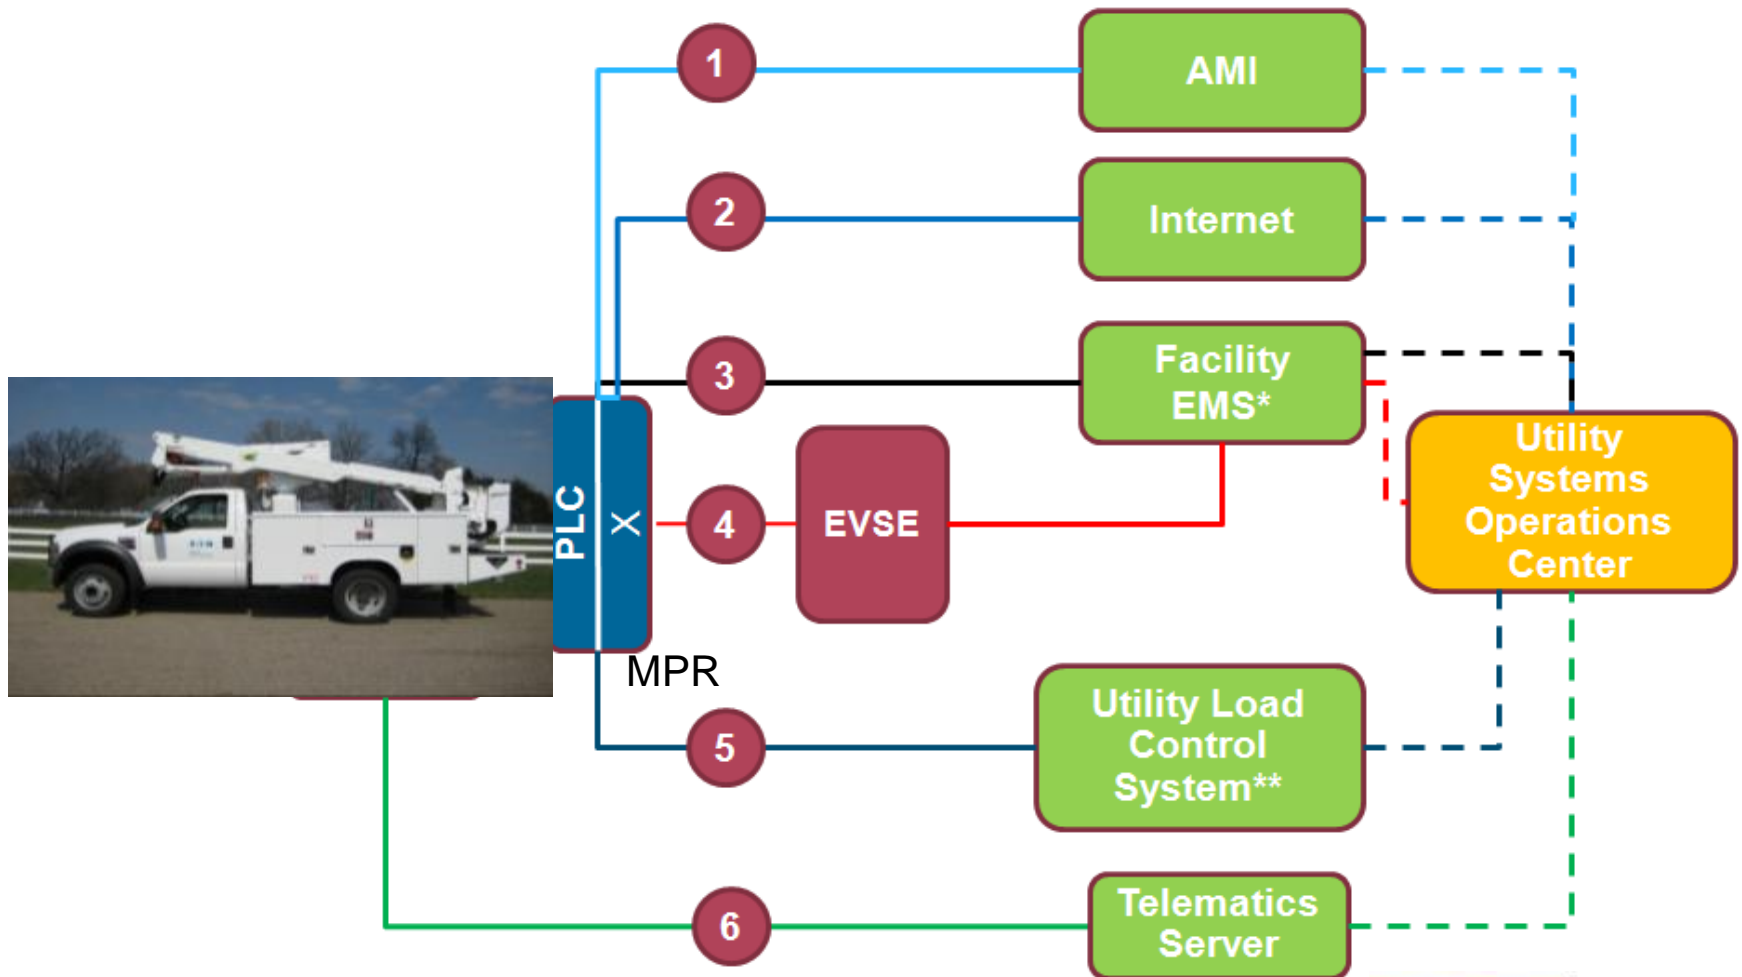 1
AMI
2
Internet
3
Facility
EMS*
Utility
Systems
Operations
Center
PLC
X
4
EVSE
MPR
5
Utility Load
Control
System**
6
Telematics
Server